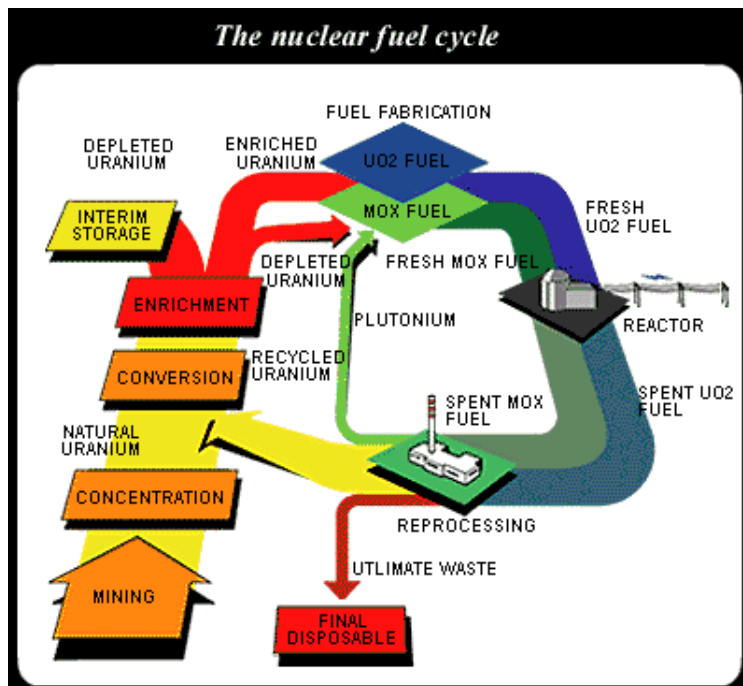 The nuclear fuel cycle
FUEL FABRICATION
DEPLETED
URANIUM
ENRICHED
URANIUM
UO2 FUEL
MOX FUEL
INTERIM
STORAGE
FRESH
UO2 FUEL
DEPLETED
URANIUM
FRESH MOX FUEL
ENRICHMENT
PLUTONIUM
REACTOR
RECYCLED
URANIUM
CONVERSION
SPENT MOX
FUEL
SPENT UO2
FUEL
NATURAL
URANIUM
CONCENTRATION
REPROCESSING
UTLIMATE WASTE
MINING
FINAL
DISPOSABLE